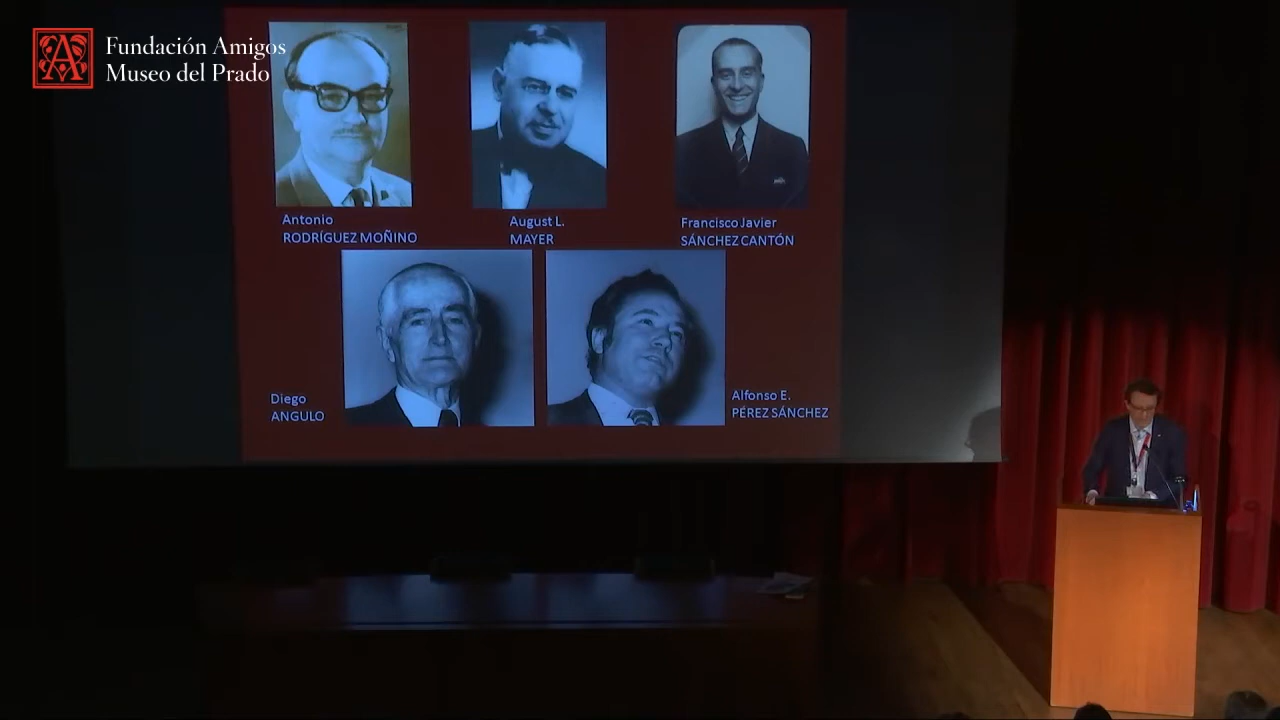 Fundación Amigos
Museo del Prado
Antonio
RODRÍGUEZ MOÑINO
August L.
MAYER
Francisco Javier
SÁNCHEZ CANTÓN
Diego
ANGULO
Alfonso E.
PÉREZ SÁNCHEZ